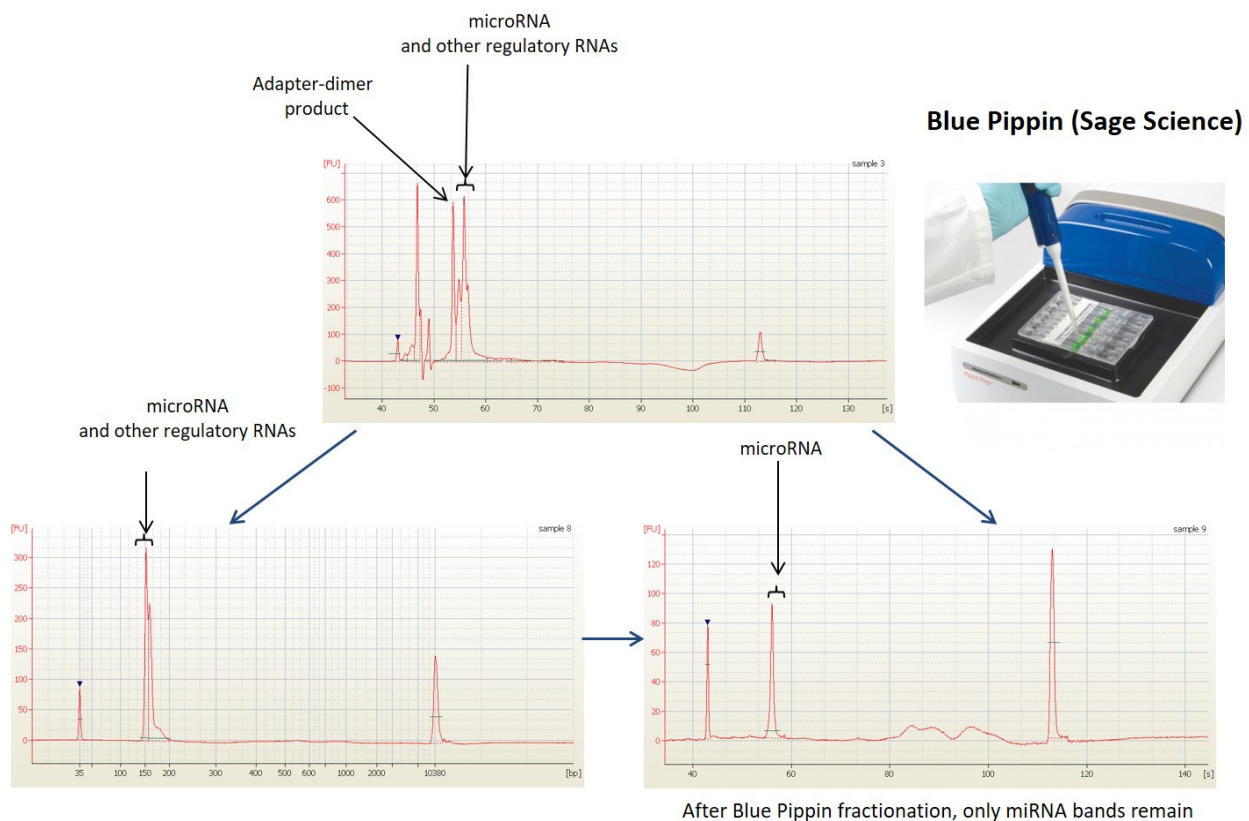 microRNA
and other regulatory RNAs
Adapter-dimer
product
Blue Pippin (Sage Science)
[FU]
sample 3
600
500
400
300
200
100
0
-100
40 50 60 70 80 90 100 110 120 130 [s]
microRNA
and other regulatory RNAs
microRNA
[FU]
sample 8
300
250
200
150
100
50
0
35 100 150 200 300 400 500 600 1000 2000 10380 [bp]
[FU]
sample 9
120
100
80
60
40
20
0
40 60 80 100 120 140 [s]
After Blue Pippin fractionation, only miRNA bands remain